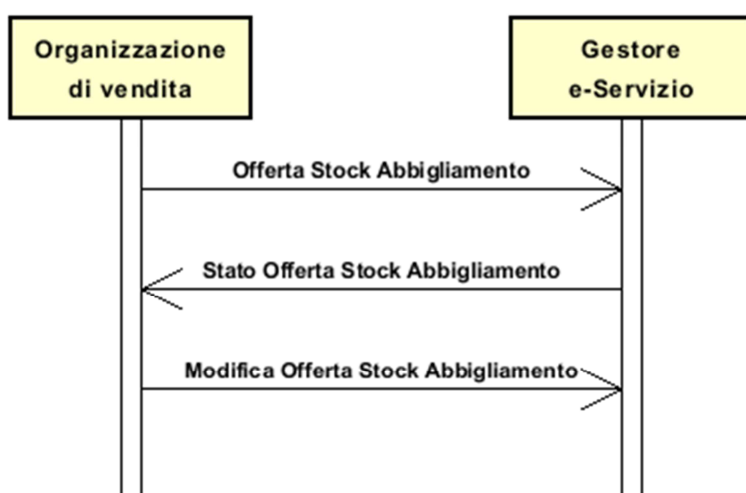 Organizzazione
di vendita
Gestore
e-Servizio
Offerta Stock Abbigliamento
Stato Offerta Stock Abbigliamento
Modifica Offerta Stock Abbigliamento